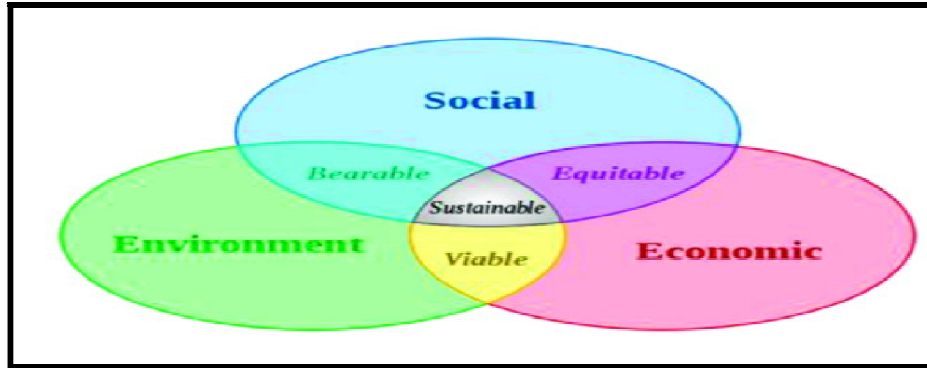 Social
Bearable
Equitable
Sustainable
Environment
Viable
Economic